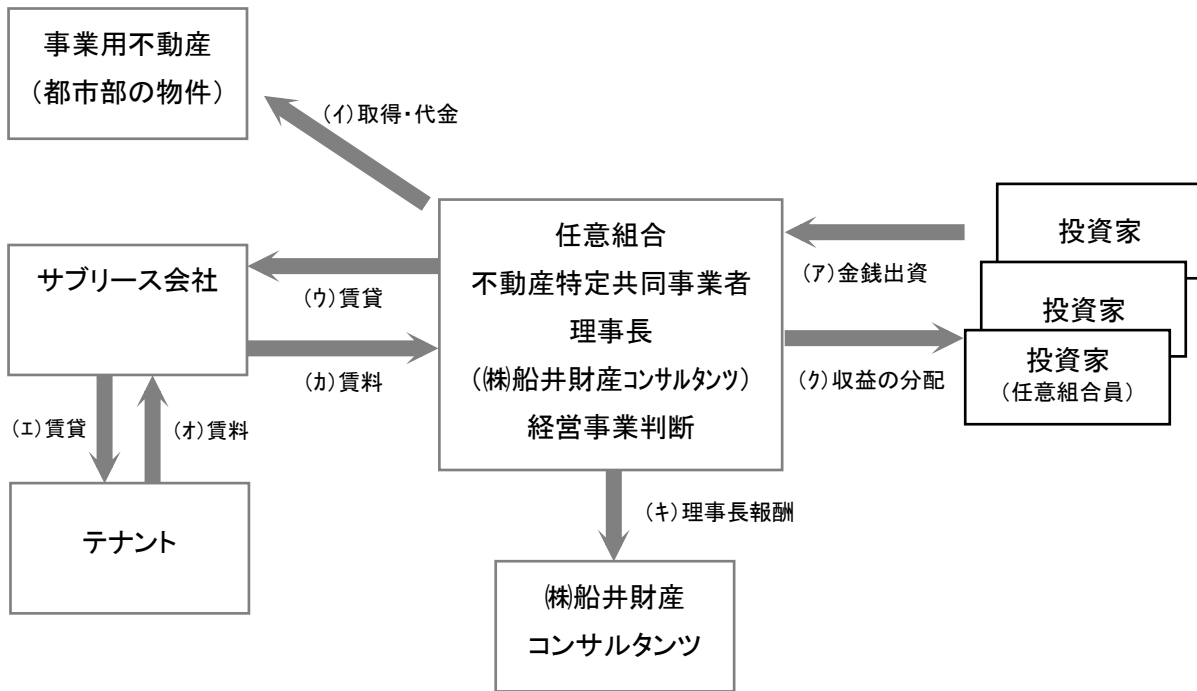 事業用不動産
（都市部の物件）
（ｲ）取得・代金
任意組合
不動産特定共同事業者
理事長
（㈱船井財産ｺﾝｻﾙﾀﾝﾂ）
経営事業判断
投資家
投資家
投資家
（任意組合員）
（ｱ）金銭出資
（ｸ）収益の分配
サブリース会社
（ｳ）賃貸
（ｶ）賃料
（ｴ）賃貸
（ｵ）賃料
テナント
（ｷ）理事長報酬
㈱船井財産
コンサルタンツ